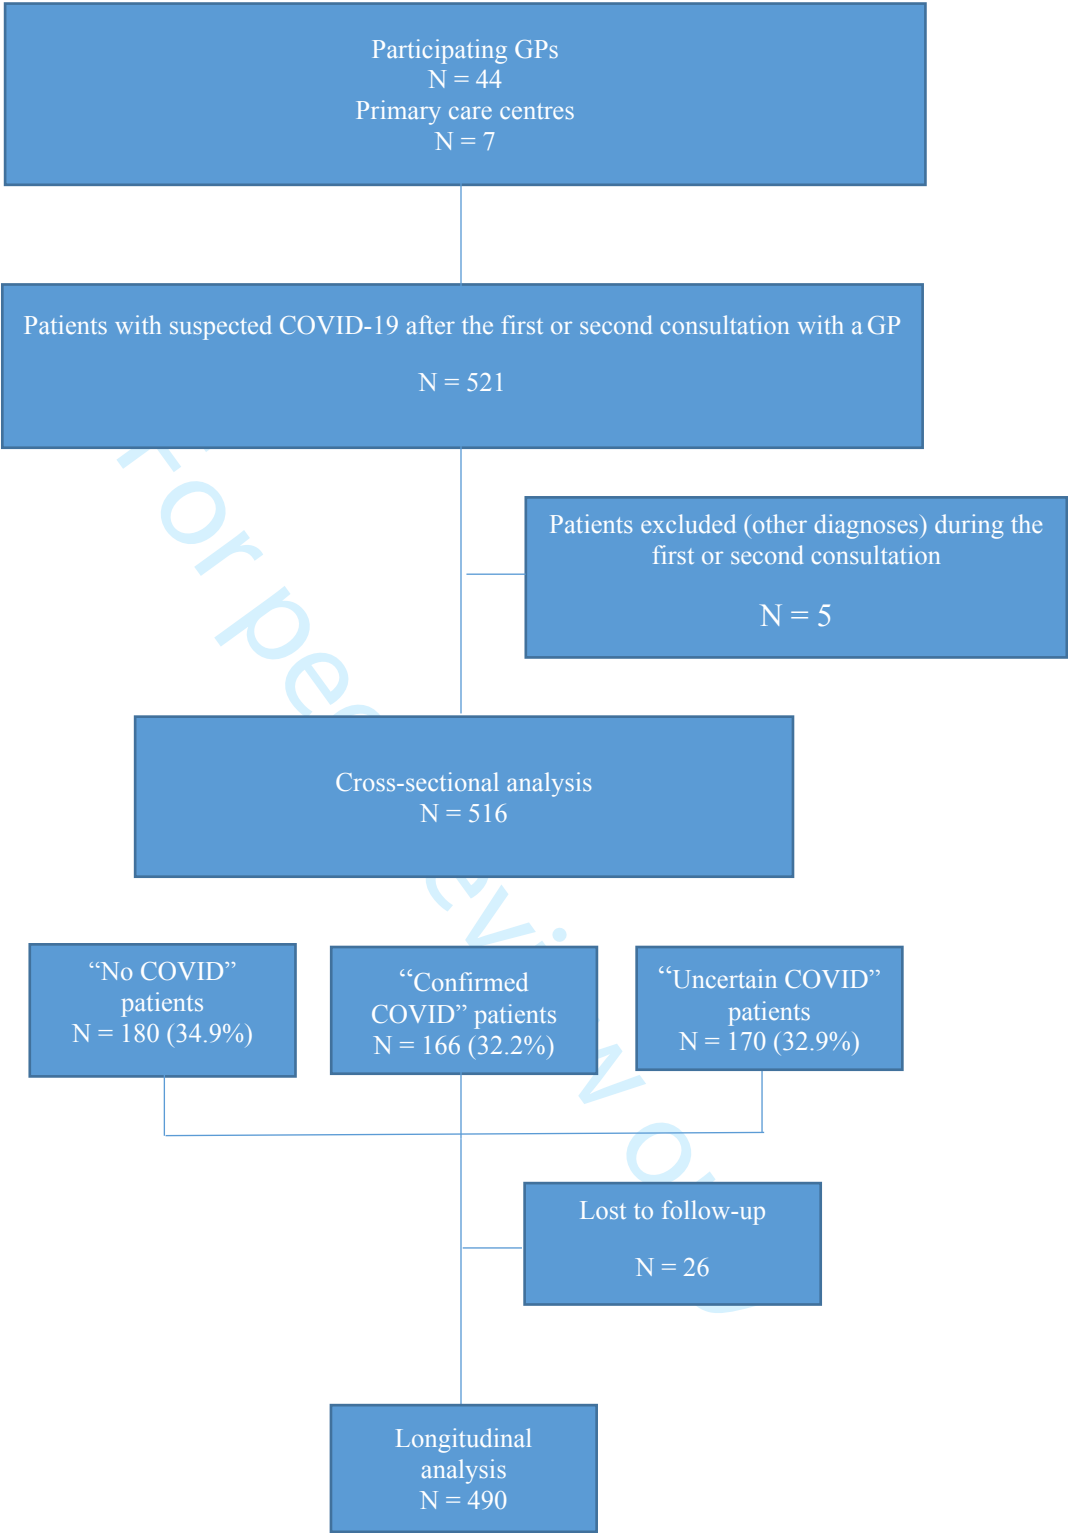 Participating GPs
N = 44
Primary care centres
N = 7
Patients with suspected COVID-19 after the first or second consultation with a GP
N = 521
Patients excluded (other diagnoses) during the
first or second consultation
N = 5
Cross-sectional analysis
N = 516
“No COVID”
patients
N = 180 (34.9%)
“Confirmed
COVID” patients
N = 166 (32.2%)
“Uncertain COVID”
patients
N = 170 (32.9%)
Lost to follow-up
N = 26
Longitudinal
analysis
N = 490